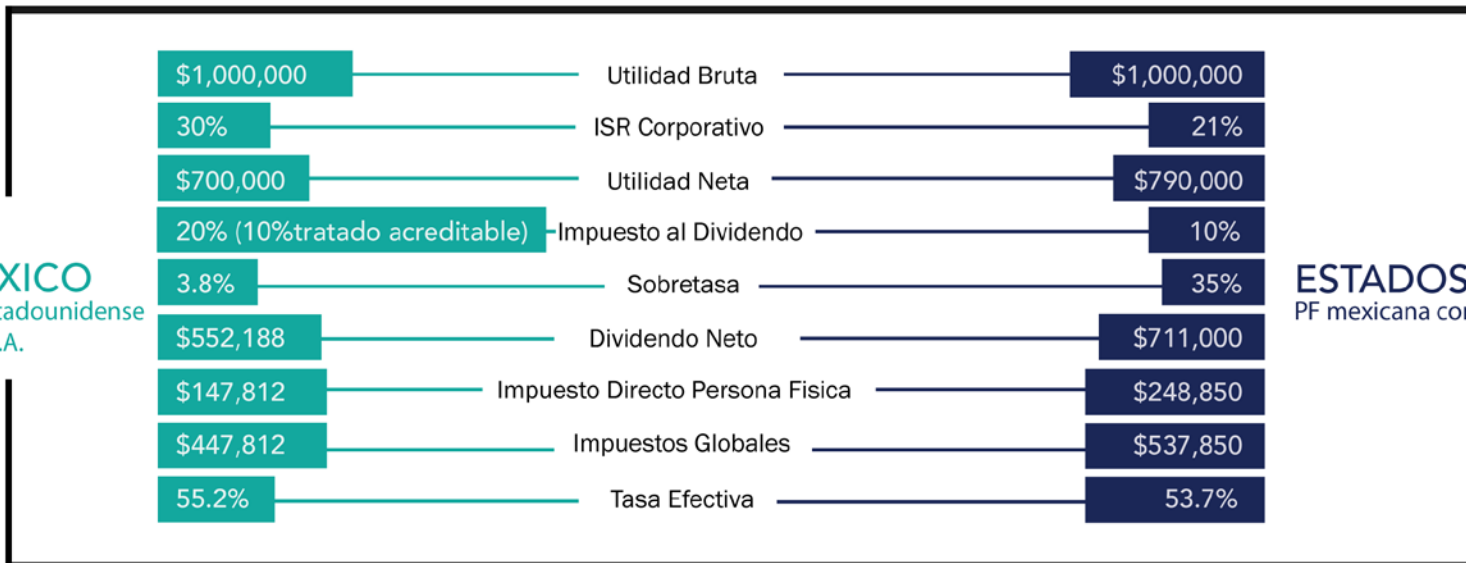 $1,000,000 Utilidad Bruta $1,000,000
30% ISR Corporativo 21%
$700,000 Utilidad Neta $790,000
20% (10%tratado acreditable) Impuesto al Dividendo 10%
XICO
tadounidense
.A.
3.8% Sobretasa 35%
ESTADOS
PF mexicana con
$552,188 Dividendo Neto $711,000
$147,812 Impuesto Directo Persona Fisica $248,850
$447,812 Impuestos Globales $537,850
55.2% Tasa Efectiva 53.7%